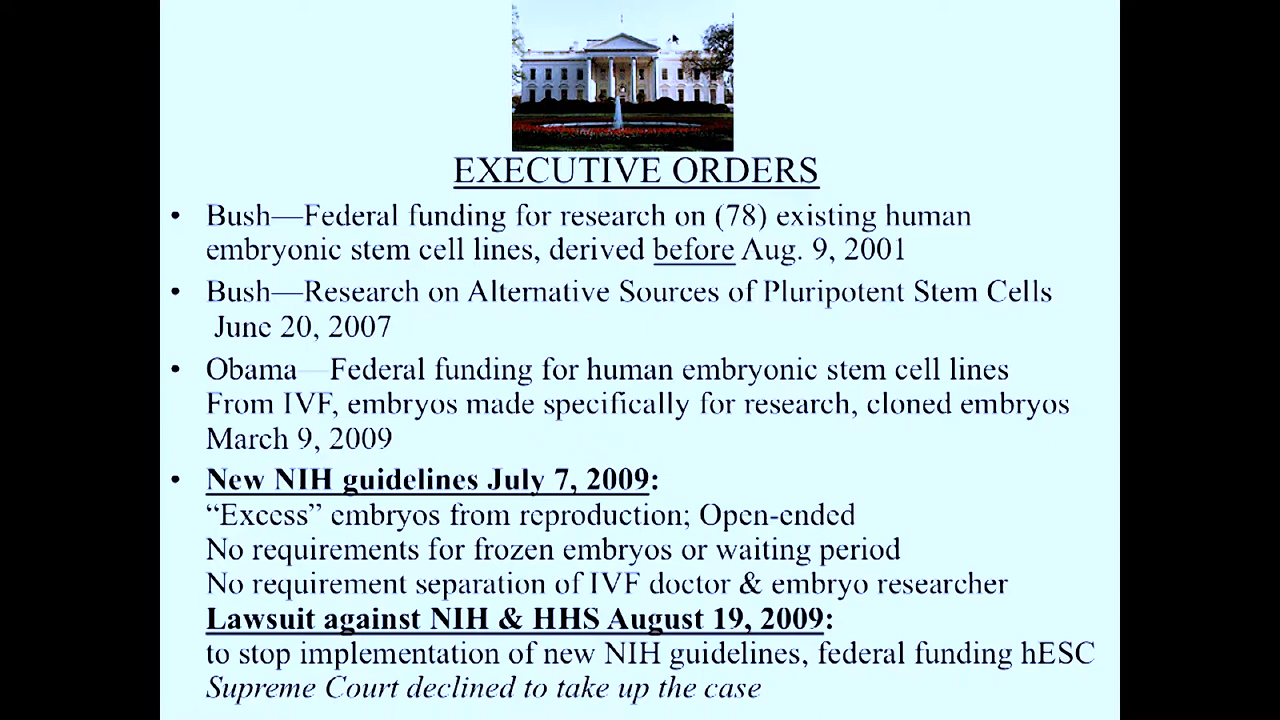 EXECUTIVE ORDERS
• Bush—Federal funding for research on (78) existing human
embryonic stem cell lines, derived before Aug. 9, 2001
• Bush—Research on Alternative Sources of Pluripotent Stem Cells
June 20, 2007
• Obama—Federal funding for human embryonic stem cell lines
From IVF, embryos made specifically for research, cloned embryos
March 9, 2009
• New NIH guidelines July 7, 2009:
“Excess” embryos from reproduction; Open-ended
No requirements for frozen embryos or waiting period
No requirement separation of IVF doctor & embryo researcher
Lawsuit against NIH & HHS August 19, 2009:
to stop implementation of new NIH guidelines, federal funding hESC
Supreme Court declined to take up the case